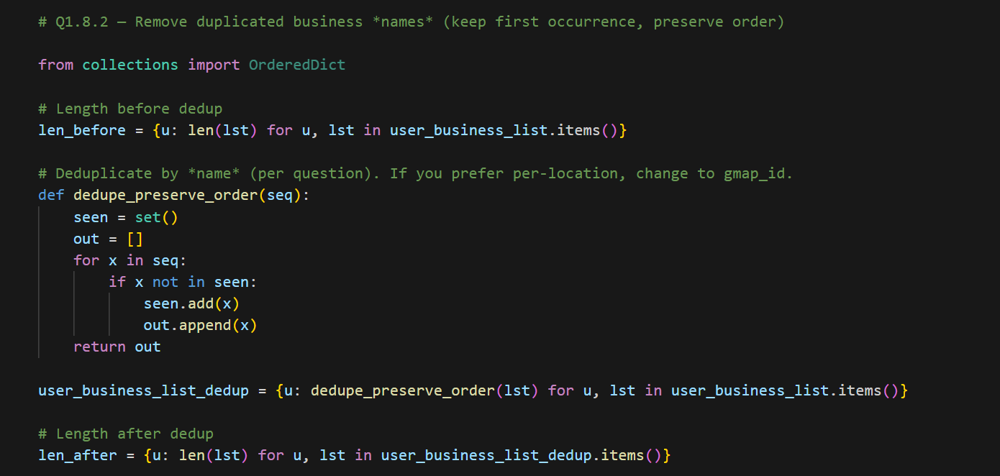 # Q1.8.2 — Remove duplicated business *names* (keep first occurrence, preserve order)
from collections import OrderedDict
# Length before dedup
len_before = {u: len(lst) for u, lst in user_business_list.items()}
# Deduplicate by *name* (per question). If you prefer per-location, change to gmap_id.
def dedupe_preserve_order(seq):
    seen = set()
    out = []
    for x in seq:
        if x not in seen:
            seen.add(x)
            out.append(x)
    return out
user_business_list_dedup = {u: dedupe_preserve_order(lst) for u, lst in user_business_list.items()}
# Length after dedup
len_after = {u: len(lst) for u, lst in user_business_list_dedup.items()}